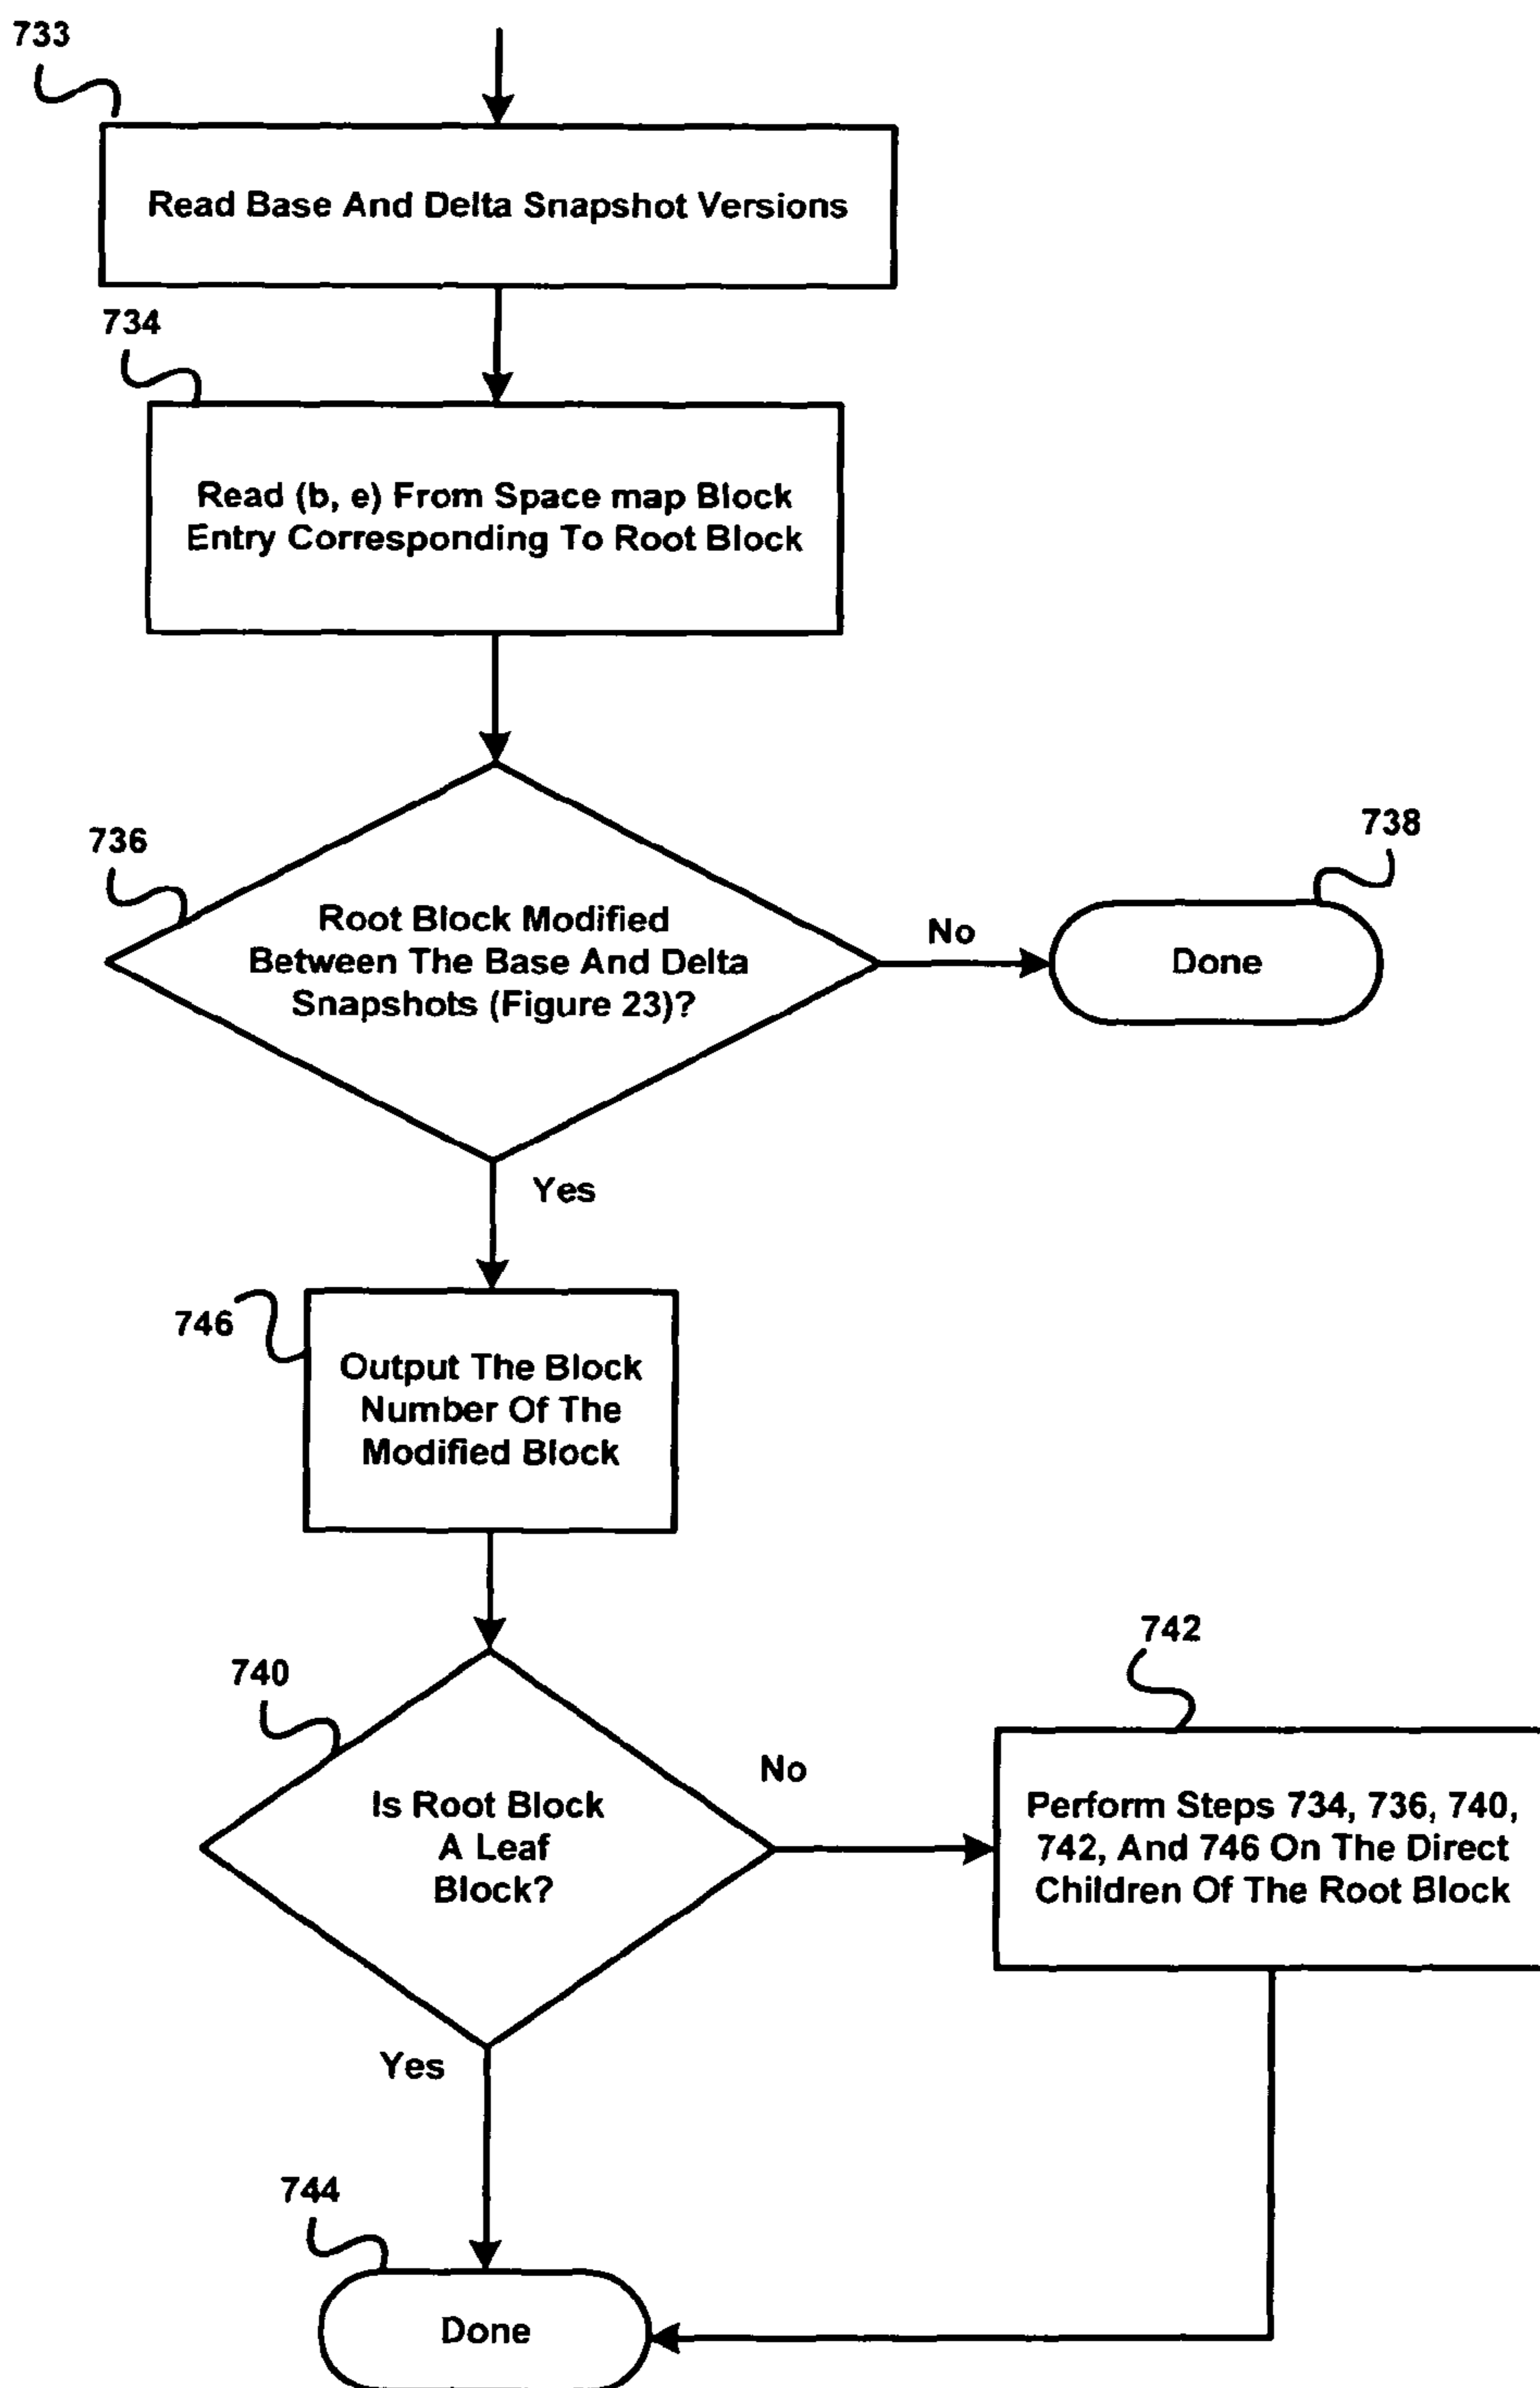 733
Read Base And Delta Snapshot Versions
734
Read (b, e) From Space map Block
Entry Corresponding To Root Block
736
Root Block Modified
Between The Base And Delta
Snapshots (Figure 23)?
No
738
Done
Yes
746
Output The Block
Number Of The
Modified Block
740
Is Root Block
A Leaf
Block?
No
742
Perform Steps 734, 736, 740,
742, And 746 On The Direct
Children Of The Root Block
Yes
744
Done